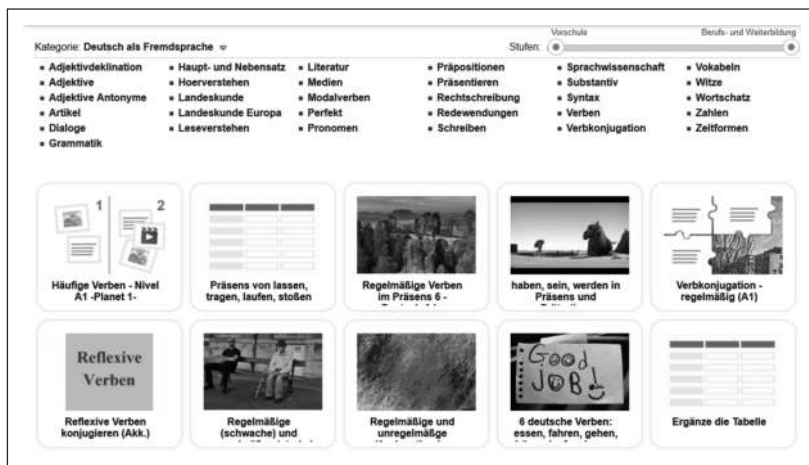 Vorschule Berufs- und Weiterbildung
Kategorie: Deutsch als Fremdsprache Stufen:
Adjektivdeklination
Adjektive
Adjektive Antonyme
Artikel
Dialoge
Grammatik
Haupt- und Nebensatz
Hoerverstehen
Landeskunde
Landeskunde Europa
Leseverstehen
Literatur
Medien
Modalverben
Perfekt
Pronomen
Präpositionen
Präsentieren
Rechtschreibung
Redewendungen
Schreiben
Sprachwissenschaft
Substantiv
Syntax
Verben
Verbkonjugation
Vokabeln
Witze
Wortschatz
Zahlen
Zeitformen
1 2
Häufige Verben - Nivel
A1 -Planet 1-
Präsens von lassen,
tragen, laufen, stoßen
Regelmäßige Verben
im Präsens 6 -
haben, sein, werden in
Präsens und
Verbkonjugation -
regelmäßig (A1)
Reflexive
Verben
Reflexive Verben
konjugieren (Akk.)
Regelmäßige
(schwache) und
Regelmäßige und
unregelmäßge
Good
JOB!
6 deutsche Verben:
essen, fahren, gehen,
Ergänze die Tabelle